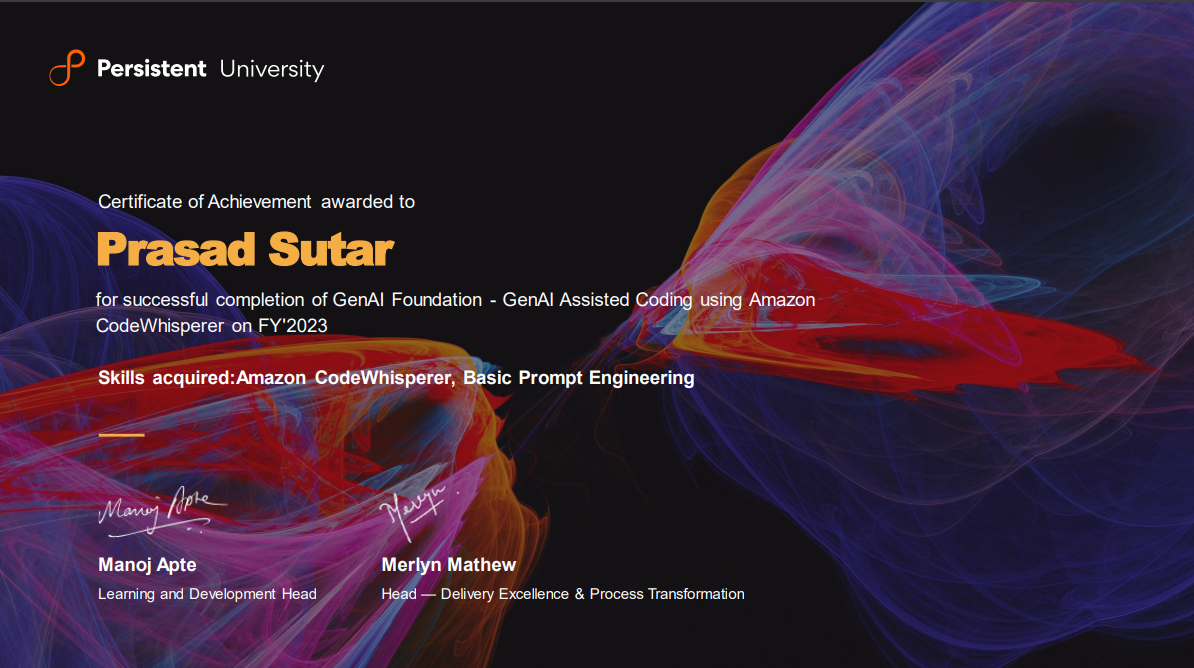 Persistent University
Certificate of Achievement awarded to
Prasad Sutar
for successful completion of GenAI Foundation - GenAI Assisted Coding using Amazon
CodeWhisperer on FY'2023
Skills acquired:Amazon CodeWhisperer, Basic Prompt Engineering
Manoj Apte
Merlyn
Manoj Apte
Merlyn Mathew
Learning and Development Head
Head — Delivery Excellence & Process Transformation